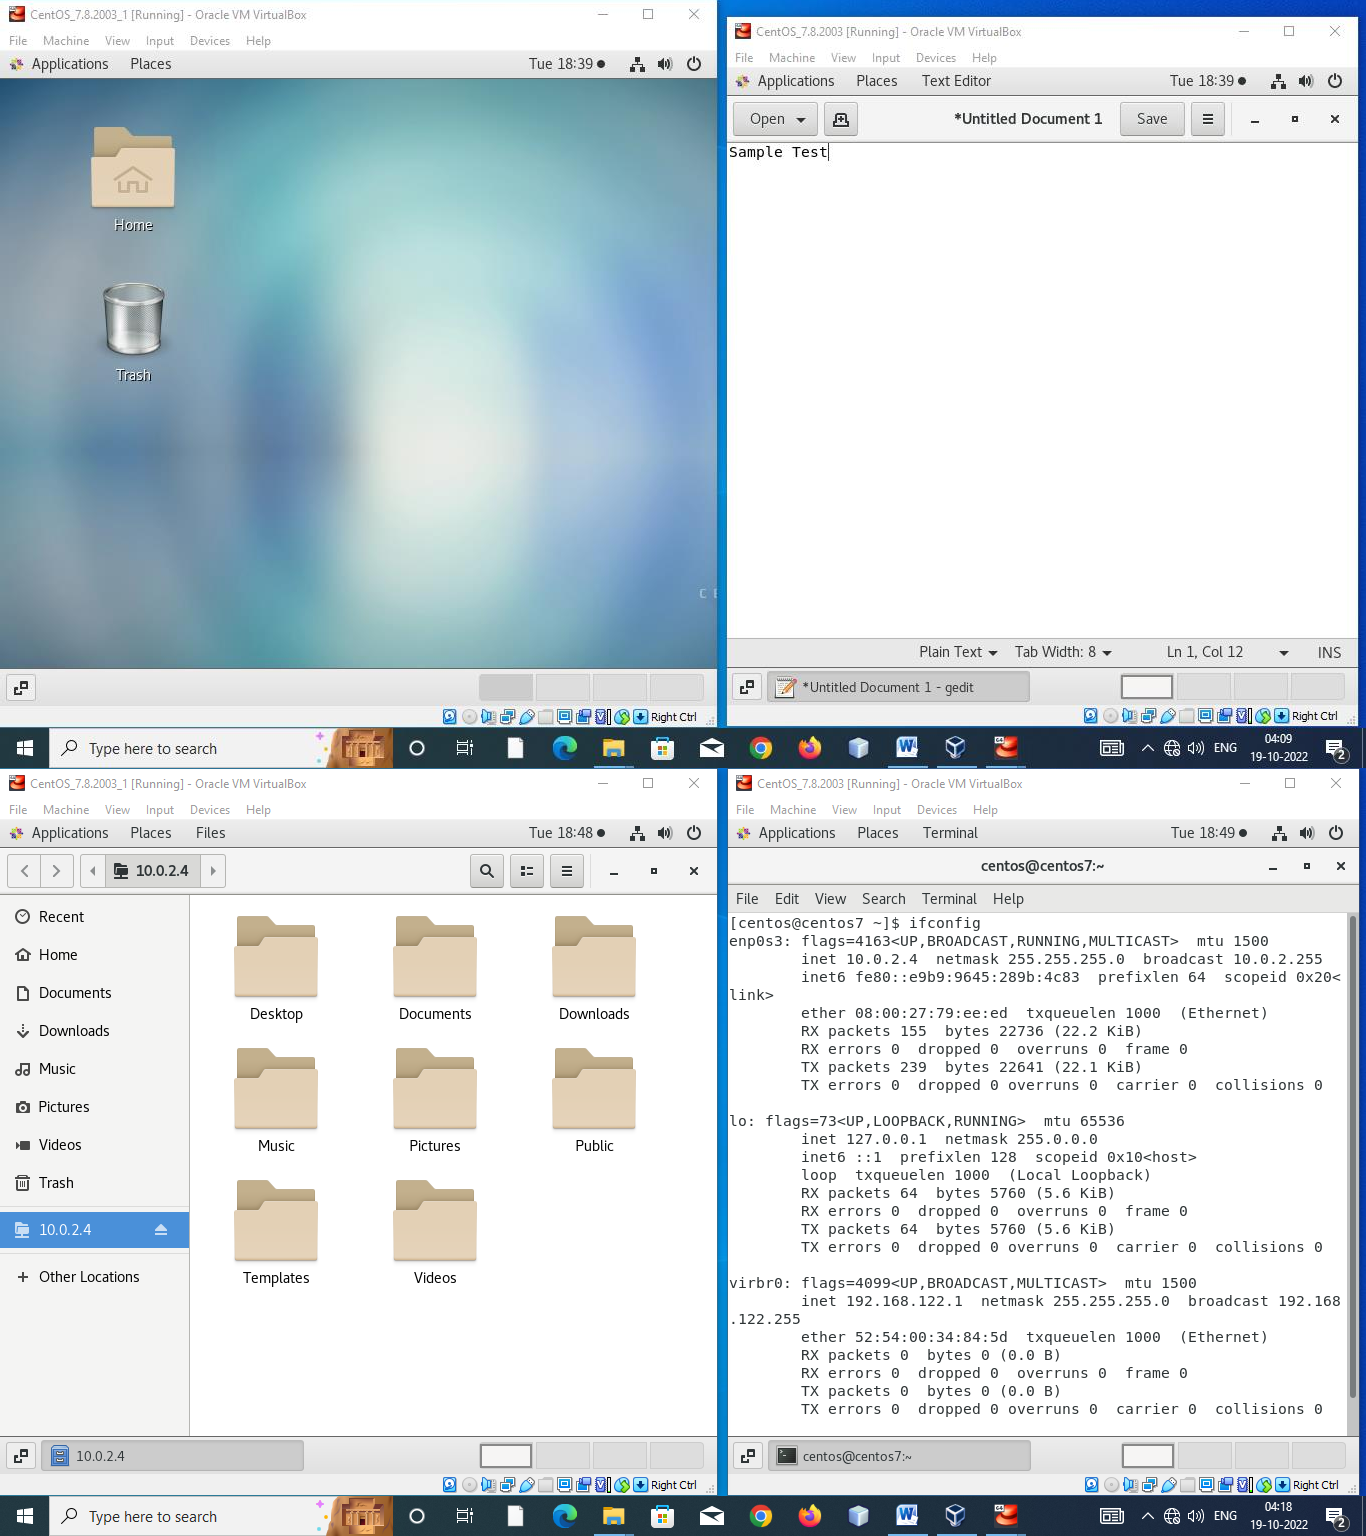 CentOS_7.8.2003_1 [Running] - Oracle VM VirtualBox
File Machine View Input Devices Help
Applications Places Tue 18:39
Home
Trash
Right Ctrl
CentOS_7.8.2003 [Running] - Oracle VM VirtualBox
File Machine View Input Devices Help
Applications Places Text Editor Tue 18:39
Open *Untitled Document 1 Save
Sample Test
Plain Text Tab Width: 8 Ln 1, Col 12 INS
*Untitled Document 1 - gedit
Right Ctrl
Type here to search ENG 04:09
19-10-2022 2
CentOS_7.8.2003_1 [Running] - Oracle VM VirtualBox
File Machine View Input Devices Help
Applications Places Files Tue 18:48
10.0.2.4
Recent
Home
Documents
Downloads
Music
Pictures
Videos
Trash
10.0.2.4
Other Locations
Desktop Documents Downloads
Music Pictures Public
Templates Videos
10.0.2.4
Right Ctrl
CentOS_7.8.2003 [Running] - Oracle VM VirtualBox
File Machine View Input Devices Help
Applications Places Terminal Tue 18:49
centos@centos7:~
File Edit View Search Terminal Help
[centos@centos7 ~]$ ifconfig
enp0s3: flags=4163<UP,BROADCAST,RUNNING,MULTICAST>  mtu 1500
inet 10.0.2.4  netmask 255.255.255.0  broadcast 10.0.2.255
inet6 fe80::e9b9:9645:289b:4c83  prefixlen 64  scopeid 0x20<
link>
ether 08:00:27:79:ee:ed  txqueuelen 1000  (Ethernet)
RX packets 155  bytes 22736 (22.2 KiB)
RX errors 0  dropped 0  overruns 0  frame 0
TX packets 239  bytes 22641 (22.1 KiB)
TX errors 0  dropped 0 overruns 0  carrier 0  collisions 0
lo: flags=73<UP,LOOPBACK,RUNNING>  mtu 65536
inet 127.0.0.1  netmask 255.0.0.0
inet6 ::1  prefixlen 128  scopeid 0x10<host>
loop  txqueuelen 1000  (Local Loopback)
RX packets 64  bytes 5760 (5.6 KiB)
RX errors 0  dropped 0  overruns 0  frame 0
TX packets 64  bytes 5760 (5.6 KiB)
TX errors 0  dropped 0 overruns 0  carrier 0  collisions 0
virbr0: flags=4099<UP,BROADCAST,MULTICAST>  mtu 1500
inet 192.168.122.1  netmask 255.255.255.0  broadcast 192.168
.122.255
ether 52:54:00:34:84:5d  txqueuelen 1000  (Ethernet)
RX packets 0  bytes 0 (0.0 B)
RX errors 0  dropped 0  overruns 0  frame 0
TX packets 0  bytes 0 (0.0 B)
TX errors 0  dropped 0 overruns 0  carrier 0  collisions 0
centos@centos7:~
Right Ctrl
Type here to search ENG 04:18
19-10-2022 2